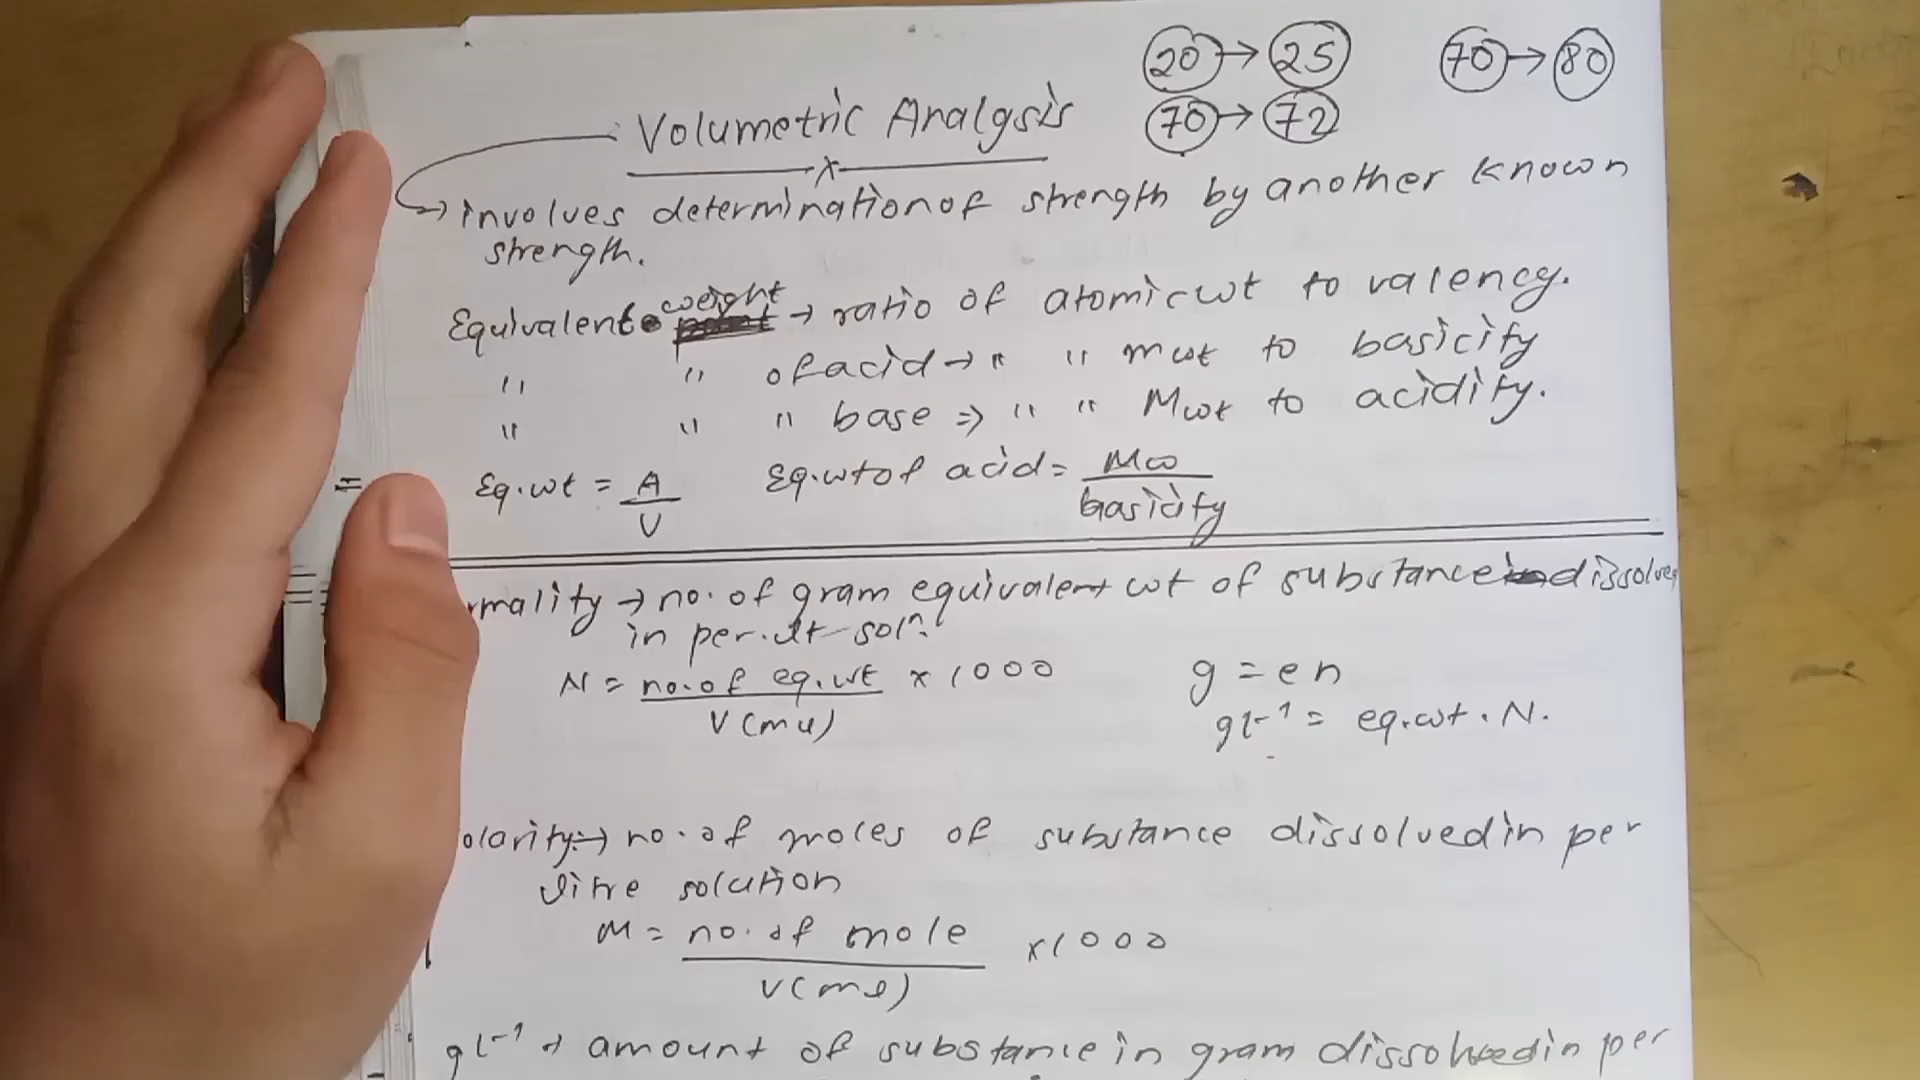 20 → 25 70 → 80
70 → 72
Volumetric Analysis
x
→ involves determination of strength by another known
strength.
Equivalent weight → ratio of atomic wt to valency.
" " of acid → " " mwt to basicity
" " " base ⇒ " " Mwt to acidity.
= Eq.wt = A/V Eq.wt of acid = Mw/basicity
rmality → no. of gram equivalent wt of substance dissolve
in per. lt soln.
N = no. of eq. wt / V(ml) × 1000 g = en
gl⁻¹ = eq.wt . N.
olarity → no. of moles of substance dissolved in per
litre solution
M = no. of mole / V(ml) × 1000
gl⁻¹ → amount of substance in gram dissolved in per